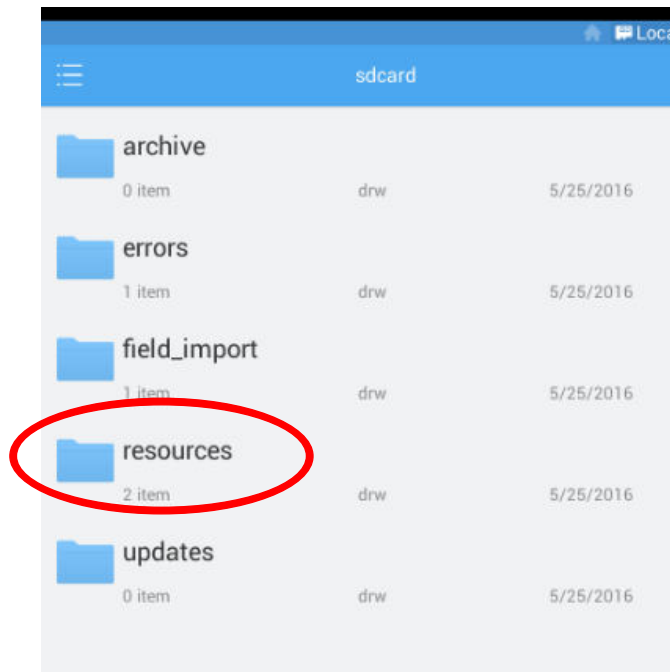 Loca
sdcard
archive
0 item drw 5/25/2016
errors
1 item drw 5/25/2016
field_import
1 item drw 5/25/2016
resources
2 item drw 5/25/2016
updates
0 item drw 5/25/2016